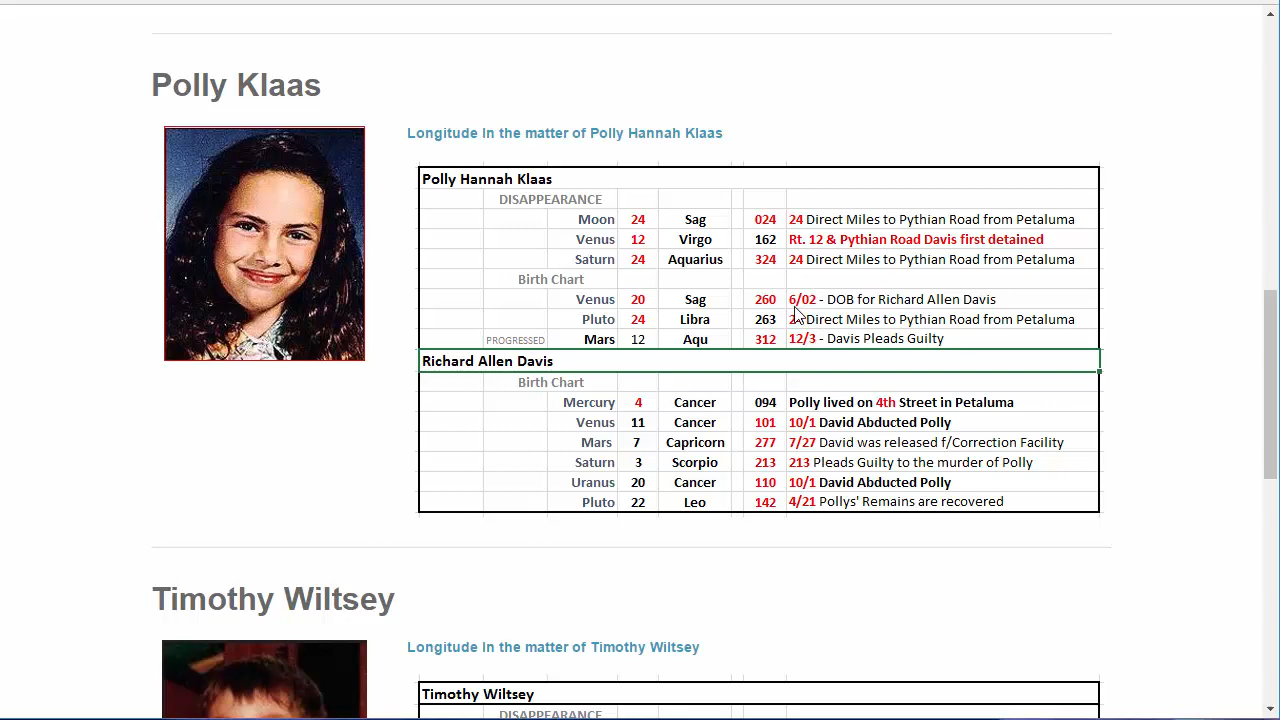 Polly Klaas
Longitude In the matter of Polly Hannah Klaas
Polly Hannah Klaas
DISAPPEARANCE
Moon 24 Sag 024 24 Direct Miles to Pythian Road from Petaluma
Venus 12 Virgo 162 Rt. 12 & Pythian Road Davis first detained
Saturn 24 Aquarius 324 24 Direct Miles to Pythian Road from Petaluma
Birth Chart
Venus 20 Sag 260 6/02 - DOB for Richard Allen Davis
Pluto 24 Libra 263 Direct Miles to Pythian Road from Petaluma
PROGRESSED Mars 12 Aqu 312 12/3 - Davis Pleads Guilty
Richard Allen Davis
Birth Chart
Mercury 4 Cancer 094 Polly lived on 4th Street in Petaluma
Venus 11 Cancer 101 10/1 David Abducted Polly
Mars 7 Capricorn 277 7/27 David was released f/Correction Facility
Saturn 3 Scorpio 213 213 Pleads Guilty to the murder of Polly
Uranus 20 Cancer 110 10/1 David Abducted Polly
Pluto 22 Leo 142 4/21 Pollys' Remains are recovered
Timothy Wiltsey
Longitude In the matter of Timothy Wiltsey
Timothy Wiltsey
DISAPPEARANCE